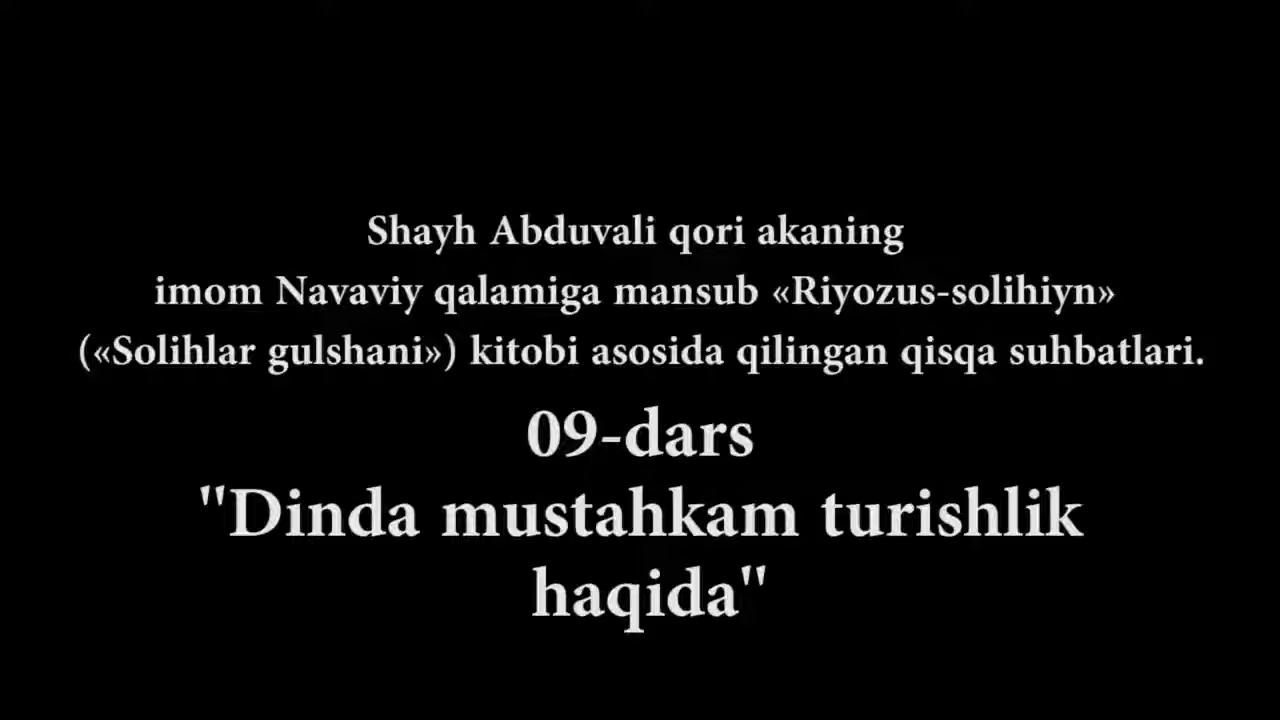 Shayh Abduvali qori akaning
imom Navaviy qalamiga mansub «Riyozus-solihiyn»
(«Solihlar gulshani») kitobi asosida qilingan qisqa suhbatlari.
09-dars
"Dinda mustahkam turishlik
haqida"